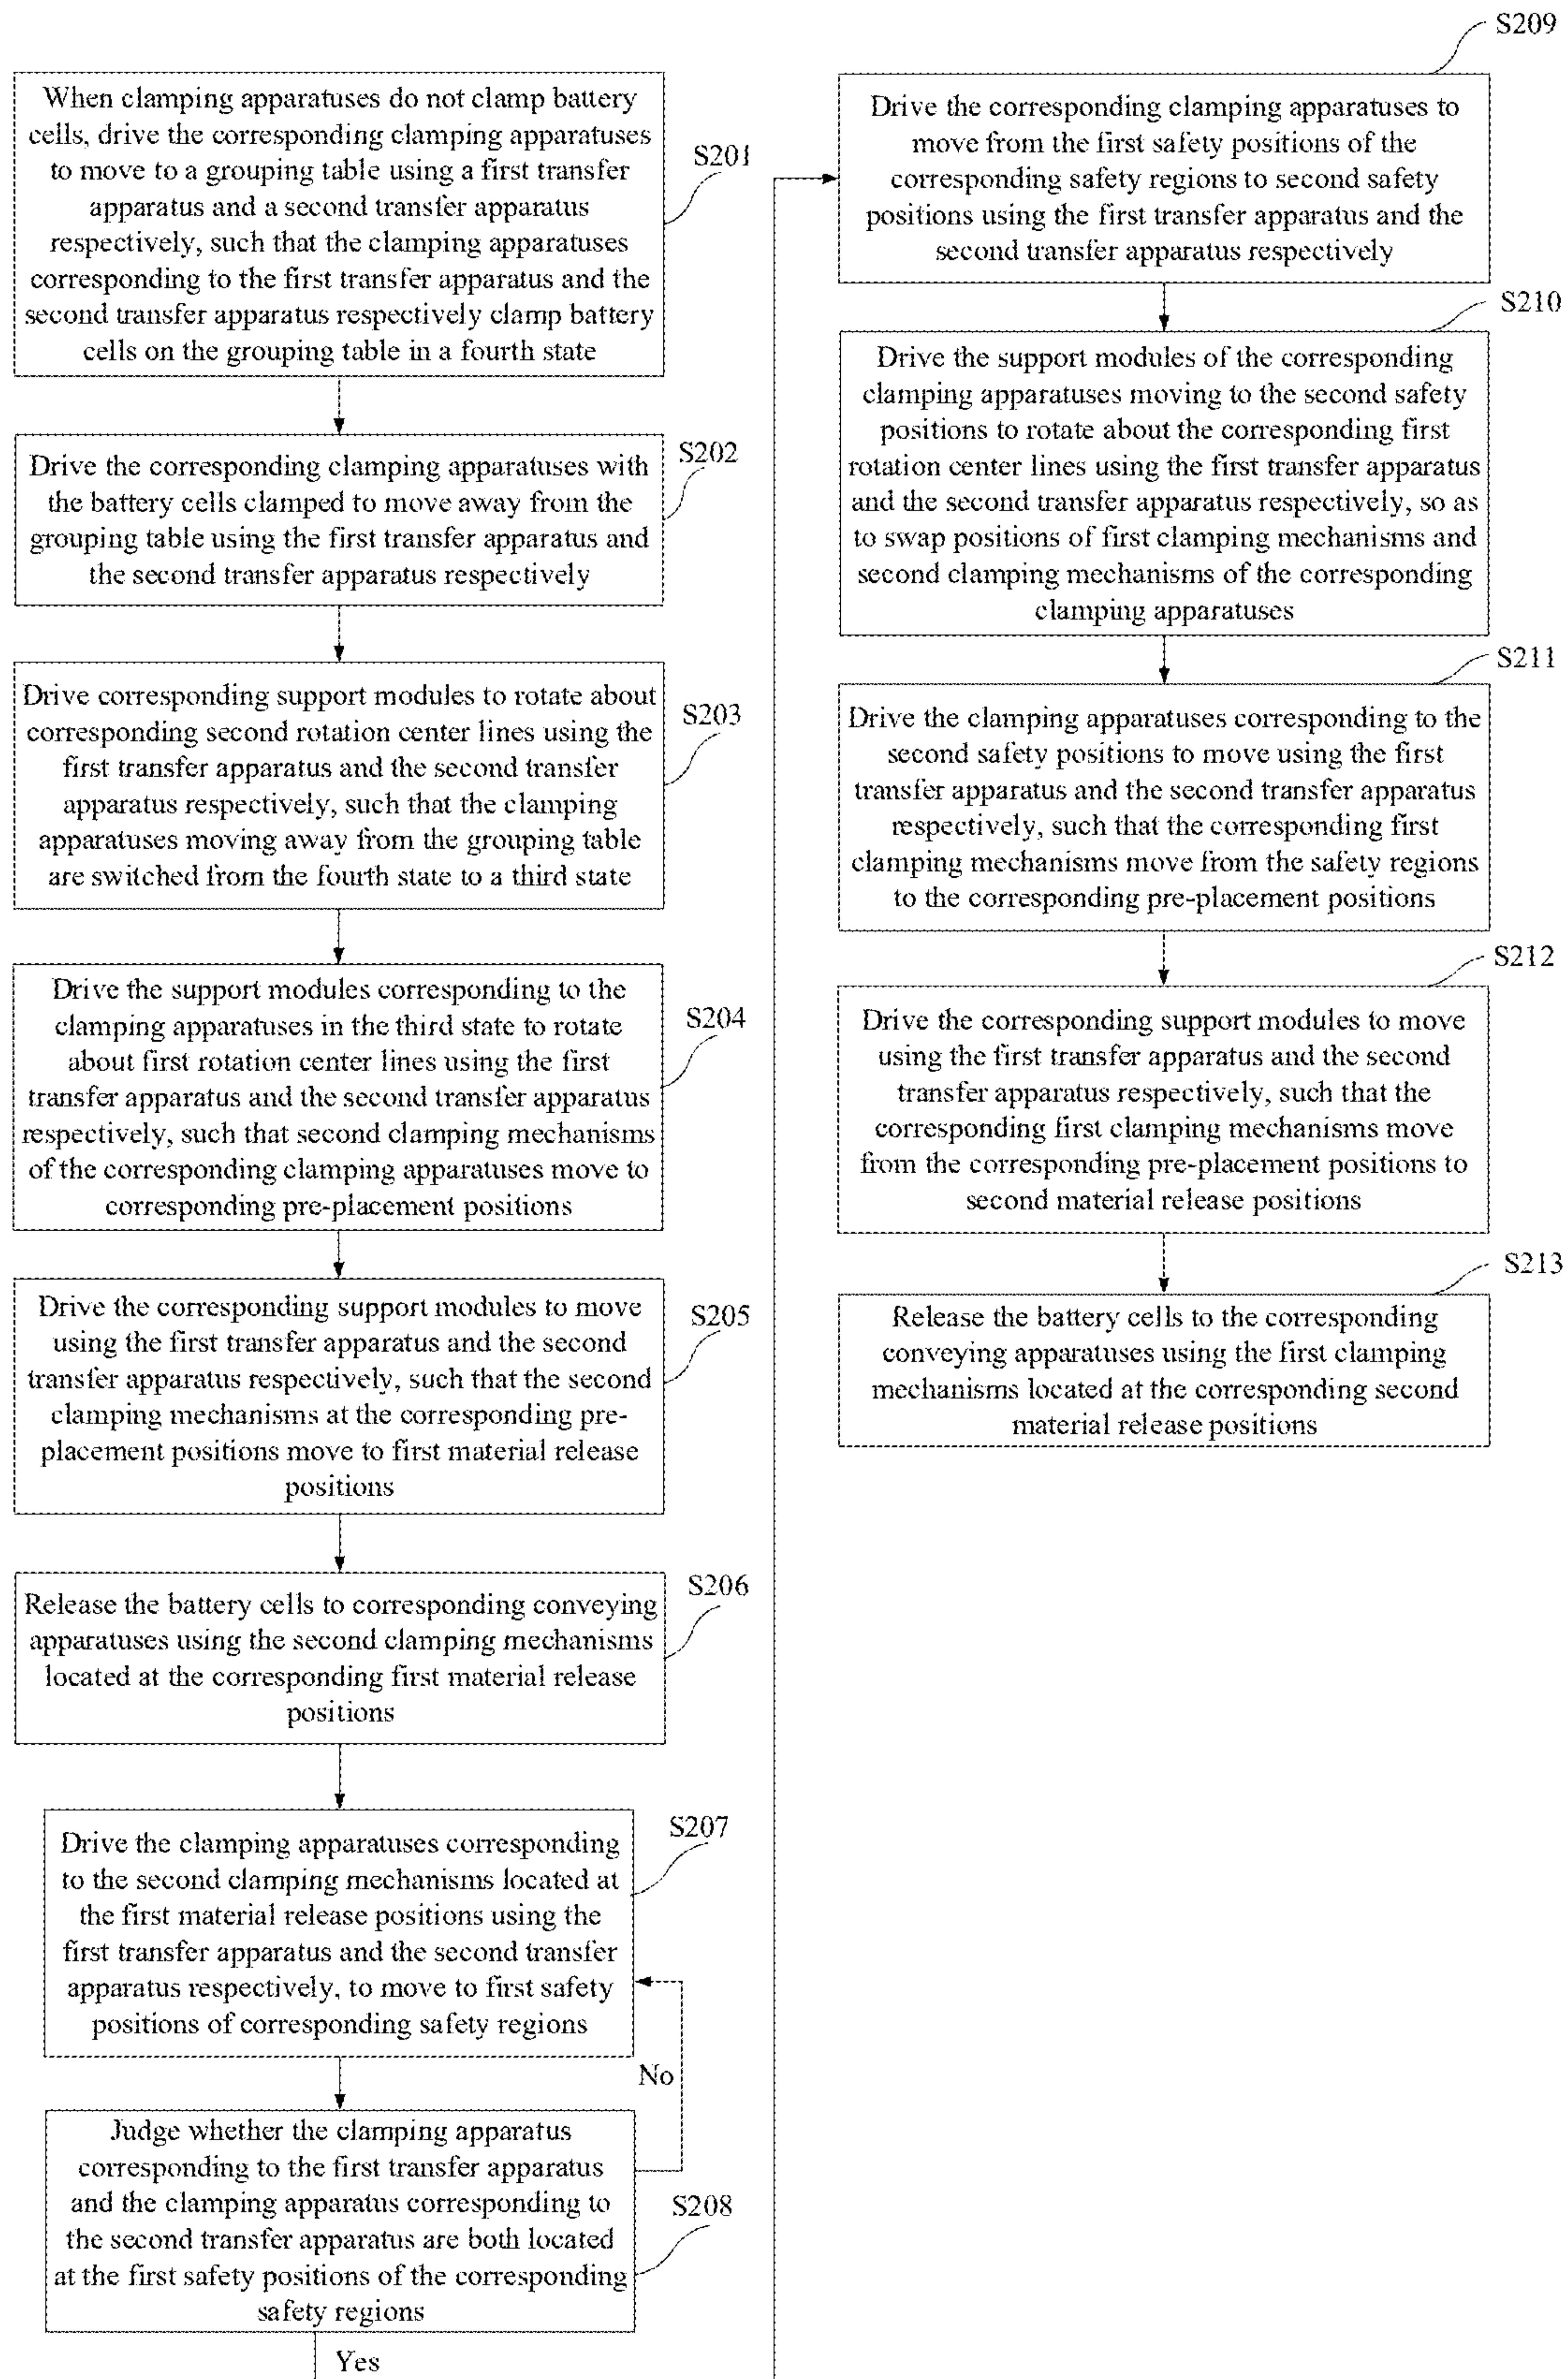 When clamping apparatuses do not clamp battery
cells, drive the corresponding clamping apparatuses
to move to a grouping table using a first transfer
apparatus and a second transfer apparatus
respectively, such that the clamping apparatuses
corresponding to the first transfer apparatus and the
second transfer apparatus respectively clamp battery
cells on the grouping table in a fourth state
S201
Drive the corresponding clamping apparatuses with
the battery cells clamped to move away from the
grouping table using the first transfer apparatus and
the second transfer apparatus respectively
S202
Drive corresponding support modules to rotate about
corresponding second rotation center lines using the
first transfer apparatus and the second transfer
apparatus respectively, such that the clamping
apparatuses moving away from the grouping table
are switched from the fourth state to a third state
S203
Drive the support modules corresponding to the
clamping apparatuses in the third state to rotate
about first rotation center lines using the first
transfer apparatus and the second transfer apparatus
respectively, such that second clamping mechanisms
of the corresponding clamping apparatuses move to
corresponding pre-placement positions
S204
Drive the corresponding support modules to move
using the first transfer apparatus and the second
transfer apparatus respectively, such that the second
clamping mechanisms at the corresponding pre-
placement positions move to first material release
positions
S205
Release the battery cells to corresponding conveying
apparatuses using the second clamping mechanisms
located at the corresponding first material release
positions
S206
Drive the clamping apparatuses corresponding
to the second clamping mechanisms located at
the first material release positions using the
first transfer apparatus and the second transfer
apparatus respectively, to move to first safety
positions of corresponding safety regions
S207
No
Judge whether the clamping apparatus
corresponding to the first transfer apparatus
and the clamping apparatus corresponding to
the second transfer apparatus are both located
at the first safety positions of the corresponding
safety regions
S208
Yes
S209
Drive the corresponding clamping apparatuses to
move from the first safety positions of the
corresponding safety regions to second safety
positions using the first transfer apparatus and the
second transfer apparatus respectively
S210
Drive the support modules of the corresponding
clamping apparatuses moving to the second safety
positions to rotate about the corresponding first
rotation center lines using the first transfer apparatus
and the second transfer apparatus respectively, so as
to swap positions of first clamping mechanisms and
second clamping mechanisms of the corresponding
clamping apparatuses
S211
Drive the clamping apparatuses corresponding to the
second safety positions to move using the first
transfer apparatus and the second transfer apparatus
respectively, such that the corresponding first
clamping mechanisms move from the safety regions
to the corresponding pre-placement positions
S212
Drive the corresponding support modules to move
using the first transfer apparatus and the second
transfer apparatus respectively, such that the
corresponding first clamping mechanisms move
from the corresponding pre-placement positions to
second material release positions
S213
Release the battery cells to the corresponding
conveying apparatuses using the first clamping
mechanisms located at the corresponding second
material release positions